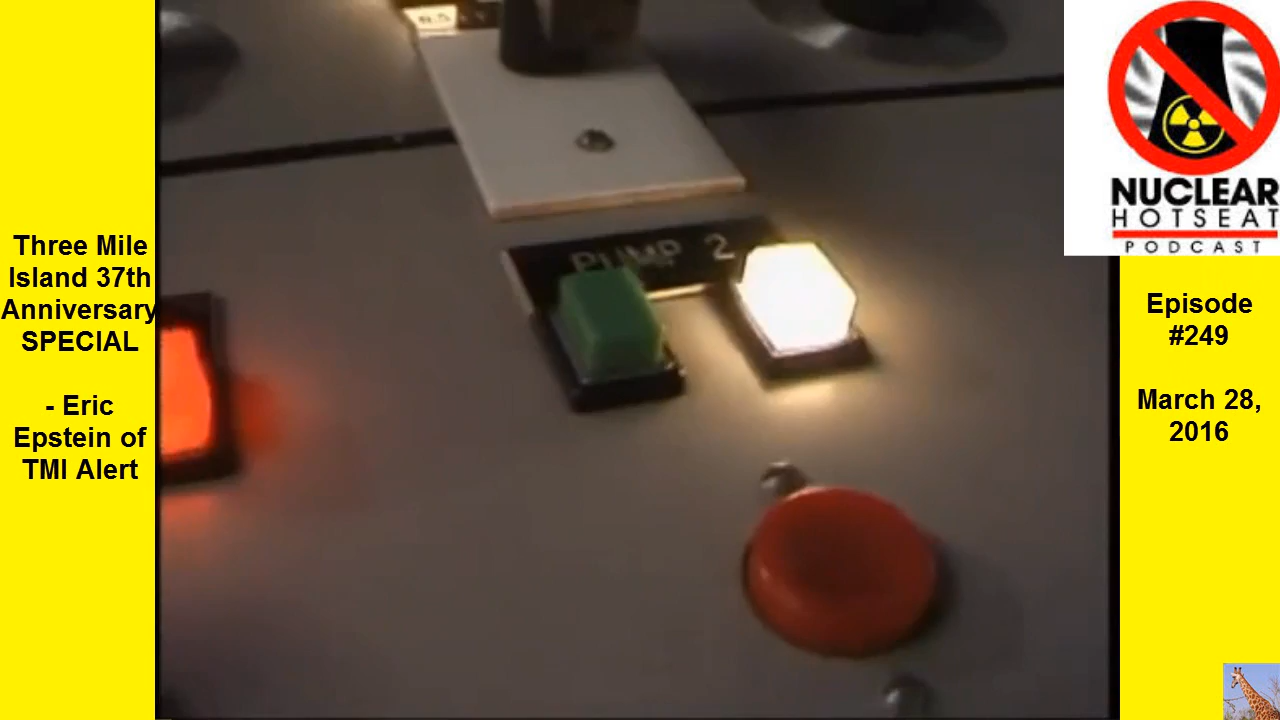 Three Mile
Island 37th
Anniversary
SPECIAL
- Eric
Epstein of
TMI Alert
PUMP 2
NUCLEAR
HOTSEAT
PODCAST
Episode
#249
March 28,
2016